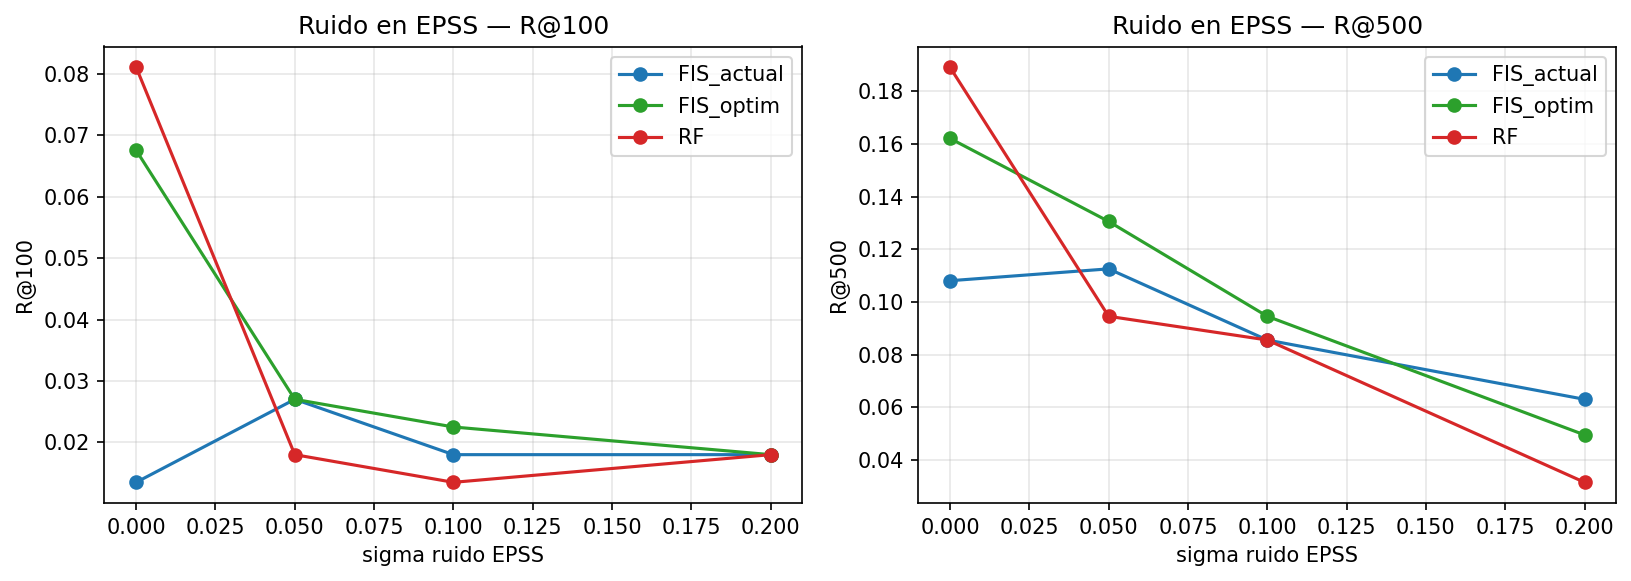 Ruido en EPSS — R@100
R@100
0.08
0.07
0.06
0.05
0.04
0.03
0.02
FIS_actual
FIS_optim
RF
0.000 0.025 0.050 0.075 0.100 0.125 0.150 0.175 0.200
sigma ruido EPSS
Ruido en EPSS — R@500
R@500
0.18
0.16
0.14
0.12
0.10
0.08
0.06
0.04
FIS_actual
FIS_optim
RF
0.000 0.025 0.050 0.075 0.100 0.125 0.150 0.175 0.200
sigma ruido EPSS